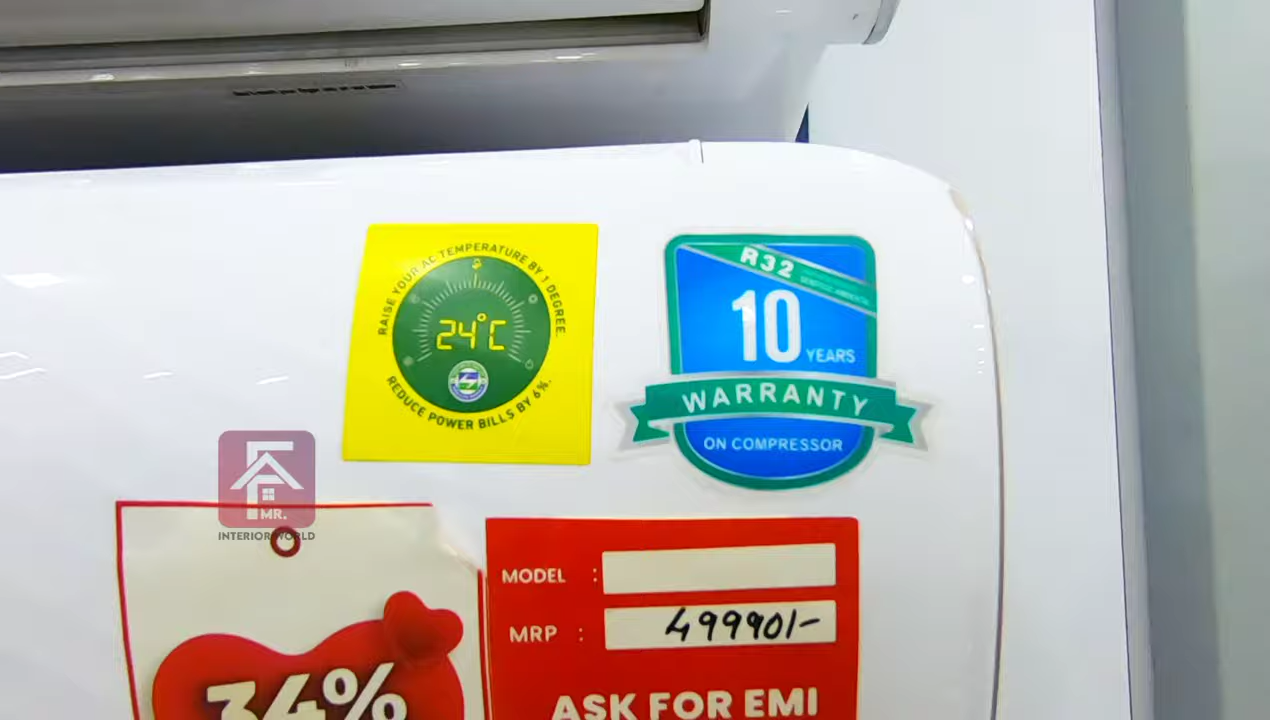 RAISE YOUR AC TEMPERATURE BY 1 DEGREE.
24°C
REDUCE POWER BILLS BY 6%.
R32
10
YEARS
WARRANTY
ON COMPRESSOR
MR.
INTERIOR WORLD
MODEL :
MRP : 49990/-
34%
ASK FOR EMI